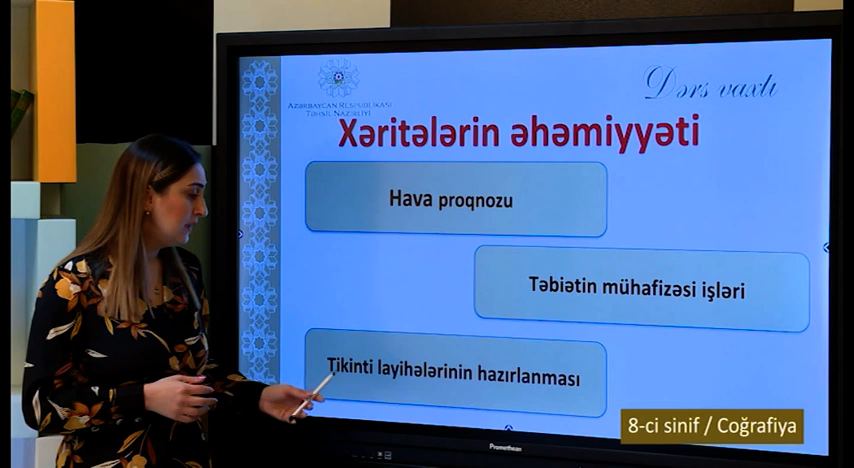 Dərs vaxtı
AZƏRBAYCAN RESPUBLİKASI
TƏHSİL NAZİRLİYİ
Xəritələrin əhəmiyyəti
Hava proqnozu
Təbiətin mühafizəsi işləri
Tikinti layihələrinin hazırlanması
8-ci sinif / Coğrafiya
Promethean